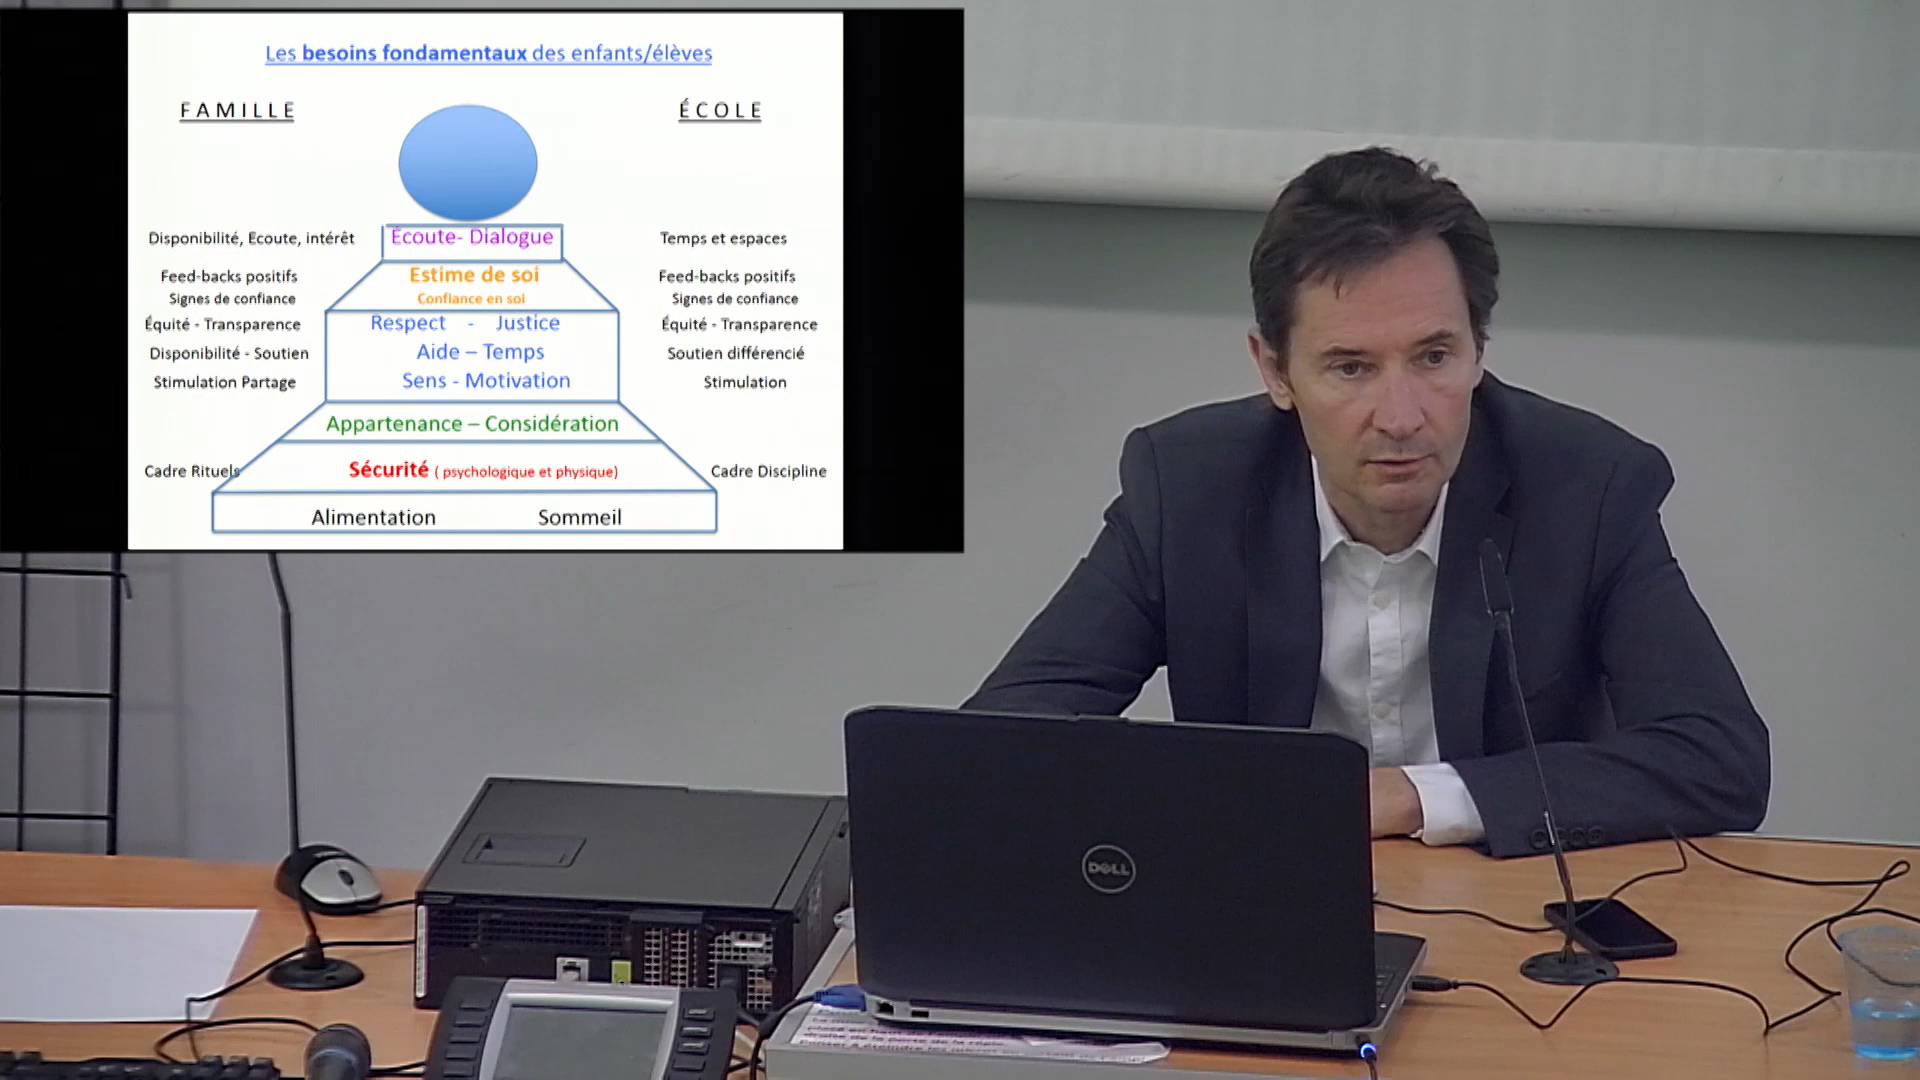 Les besoins fondamentaux des enfants/élèves
FAMILLE
ÉCOLE
Disponibilité, Ecoute, intérêt
Écoute- Dialogue
Temps et espaces
Feed-backs positifs
Estime de soi
Feed-backs positifs
Signes de confiance
Confiance en soi
Signes de confiance
Équité - Transparence
Respect - Justice
Équité - Transparence
Disponibilité - Soutien
Aide – Temps
Soutien différencié
Stimulation Partage
Sens - Motivation
Stimulation
Appartenance – Considération
Cadre Rituels
Sécurité ( psychologique et physique)
Cadre Discipline
Alimentation Sommeil
DELL